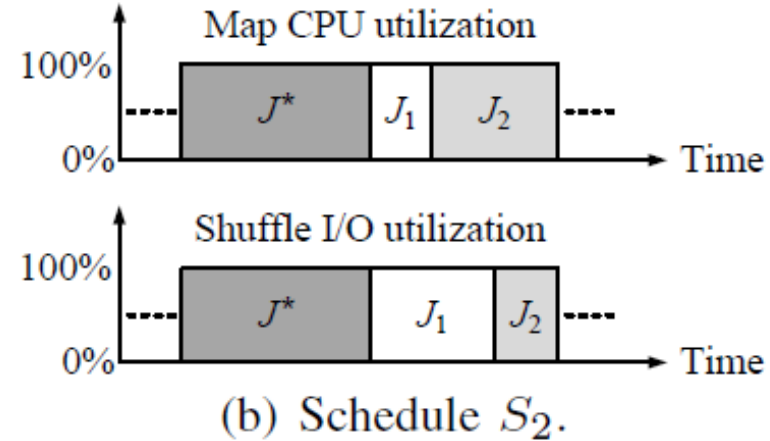 Map CPU utilization
100%
J* J₁ J₂
0%
Time
Shuffle I/O utilization
100%
J* J₁ J₂
0%
Time
(b) Schedule S₂.